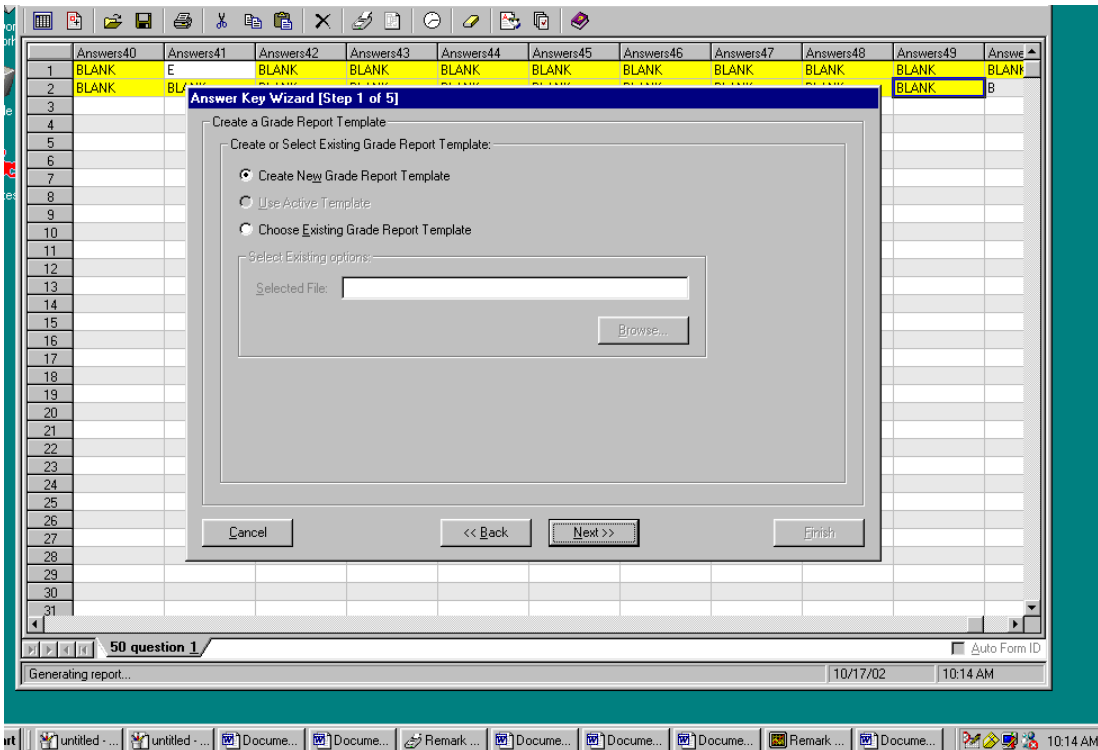 Answers40 Answers41 Answers42 Answers43 Answers44 Answers45 Answers46 Answers47 Answers48 Answers49 Answe
1 BLANK E BLANK BLANK BLANK BLANK BLANK BLANK BLANK BLANK BLANK
2 BLANK BLANK B
Answer Key Wizard [Step 1 of 5]
3
Create a Grade Report Template
4
5 Create or Select Existing Grade Report Template:
6
7 Create New Grade Report Template
8 Use Active Template
9
10 Choose Existing Grade Report Template
11 Select Existing options:
12
13 Selected File:
14
15
16 Browse...
17
18
19
20
21
22
23
24
25
26
27 Cancel << Back Next >> Finish
28
29
30
31
50 question 1 Auto Form ID
Generating report... 10/17/02 10:14 AM
art untitled - ... untitled - ... Docume... Docume... Remark ... Docume... Docume... Docume... Remark ... Docume... 10:14 AM